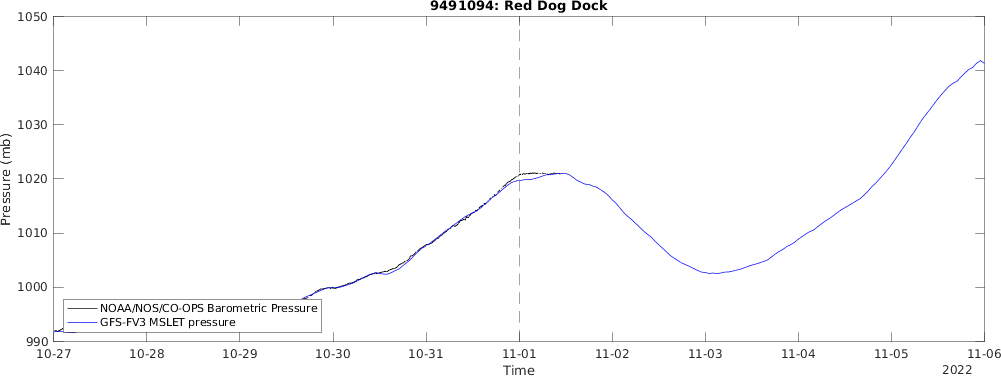 9491094: Red Dog Dock
Pressure (mb)
1050
1040
1030
1020
1010
1000
990
NOAA/NOS/CO-OPS Barometric Pressure
GFS-FV3 MSLET pressure
10-27 10-28 10-29 10-30 10-31 11-01 11-02 11-03 11-04 11-05 11-06
Time
2022